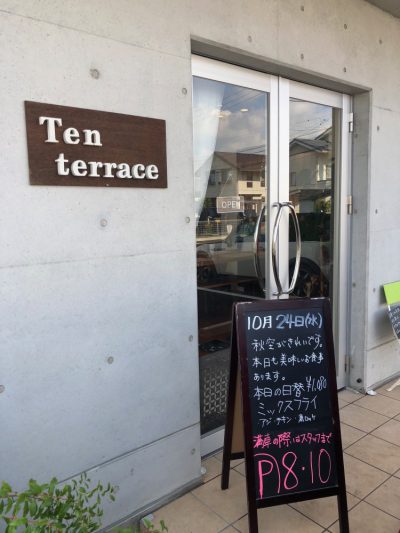 Ten
terrace
OPEN
10月 24日(水)
秋空がきれいです。
本日も美味しいお食事
あります。
本日の日替 ¥1,080
ミックスフライ
アジ・チキン・
の際はスタッフまで
P18・10